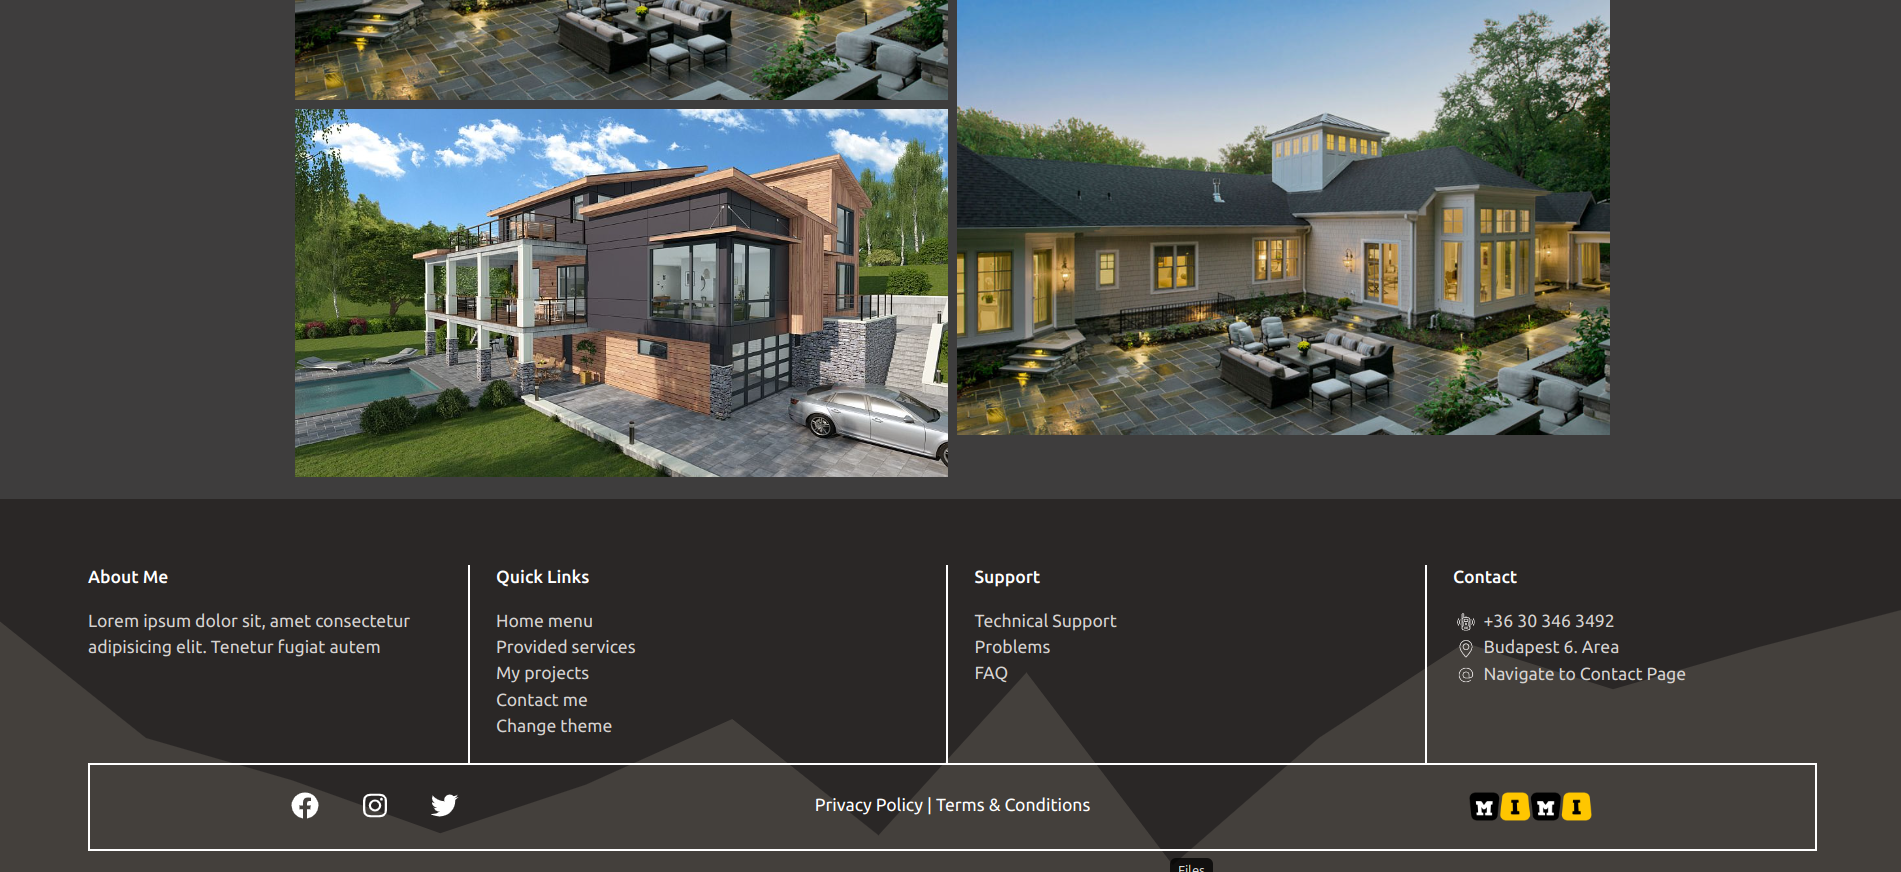 About Me
Lorem ipsum dolor sit, amet consectetur
adipisicing elit. Tenetur fugiat autem
Quick Links
Home menu
Provided services
My projects
Contact me
Change theme
Support
Technical Support
Problems
FAQ
Contact
+36 30 346 3492
Budapest 6. Area
Navigate to Contact Page
Privacy Policy | Terms & Conditions
MIMI
Files